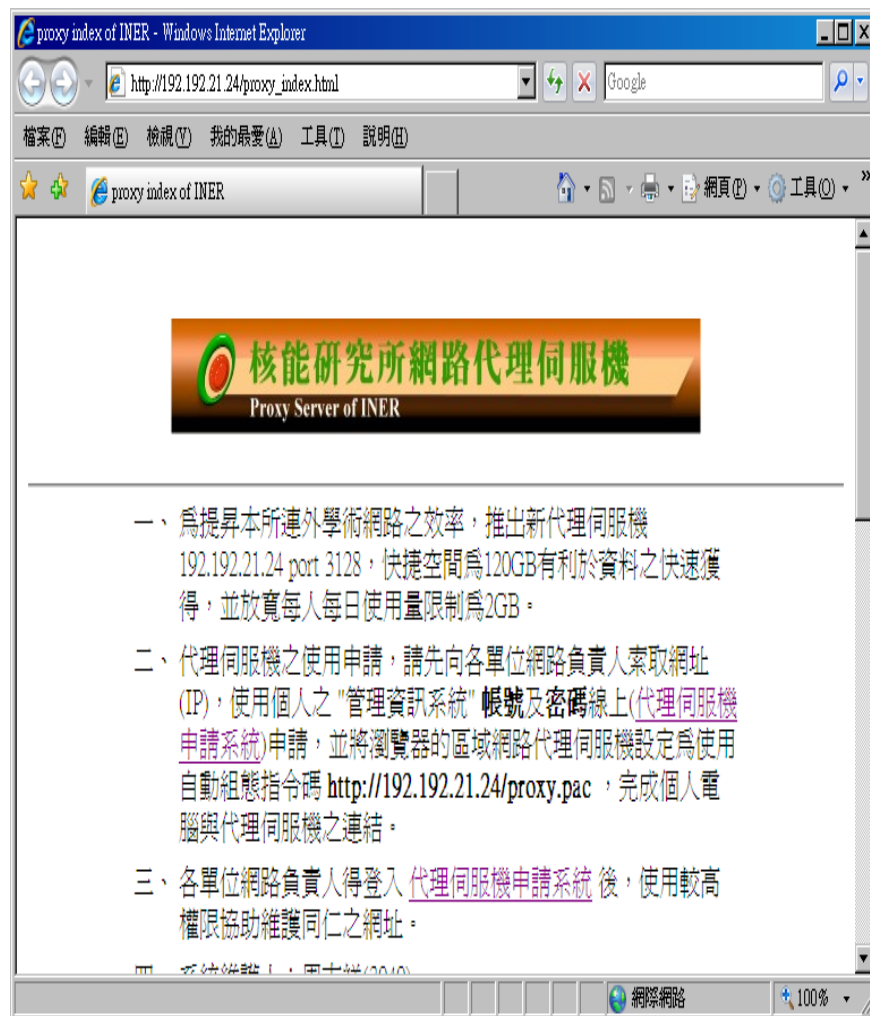 proxy index of INER - Windows Internet Explorer
http://192.192.21.24/proxy_index.html
Google
檔案(F) 編輯(E) 檢視(V) 我的最愛(A) 工具(T) 說明(H)
proxy index of INER
網頁(P) 工具(O) »
核能研究所網路代理伺服機
Proxy Server of INER
一、 為提昇本所連外學術網路之效率，推出新代理伺服機
192.192.21.24 port 3128，快捷空間為120GB有利於資料之快速獲
得，並放寬每人每日使用量限制為2GB。
二、 代理伺服機之使用申請，請先向各單位網路負責人索取網址
(IP)，使用個人之 "管理資訊系統" 帳號及密碼線上(代理伺服機
申請系統)申請，並將瀏覽器的區域網路代理伺服機設定為使用
自動組態指令碼 http://192.192.21.24/proxy.pac ，完成個人電
腦與代理伺服機之連結。
三、 各單位網路負責人得登入 代理伺服機申請系統 後，使用較高
權限協助維護同仁之網址。
網際網路
100%